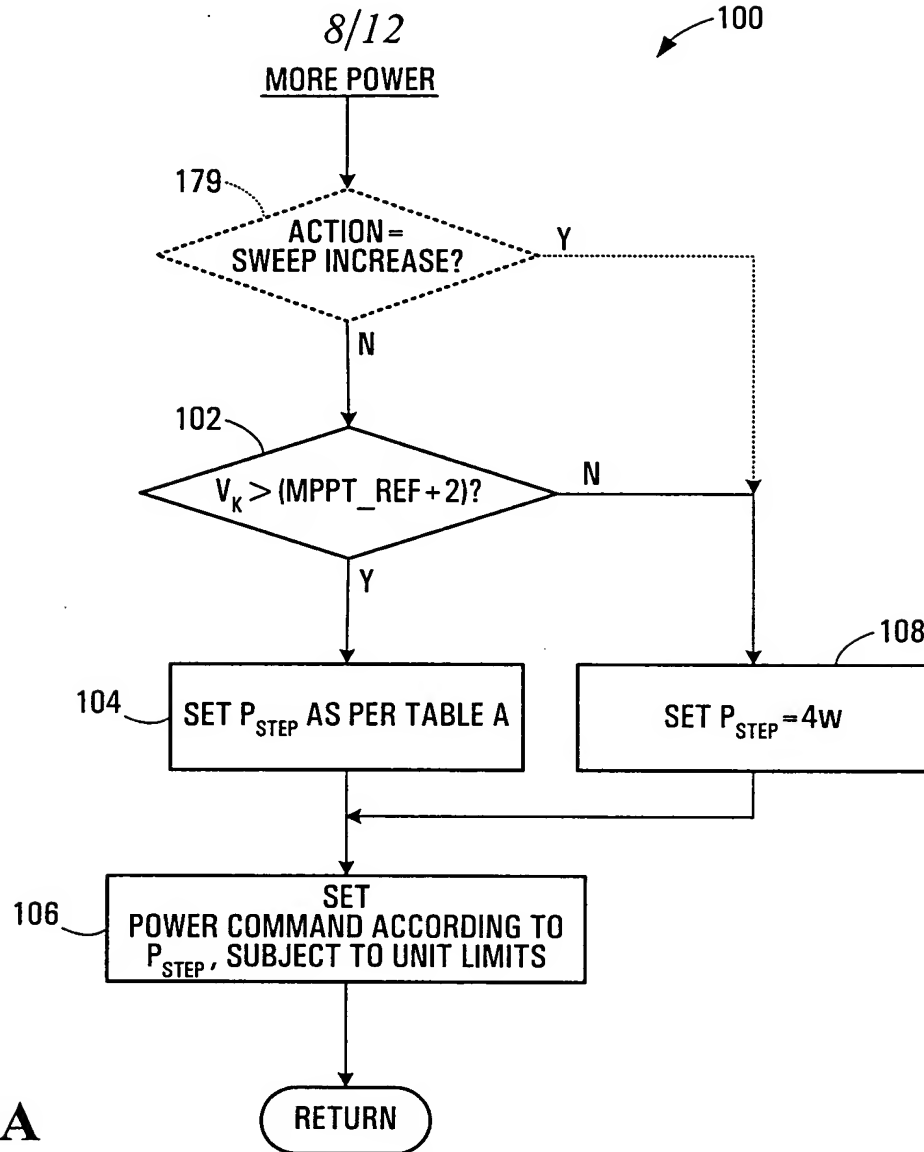 8/12
100
MORE POWER
179
ACTION =
SWEEP INCREASE?
Y
N
102
V_K > (MPPT_REF + 2)?
N
Y
108
104
SET P_STEP AS PER TABLE A
SET P_STEP = 4w
106
SET
POWER COMMAND ACCORDING TO
P_STEP, SUBJECT TO UNIT LIMITS
RETURN
A